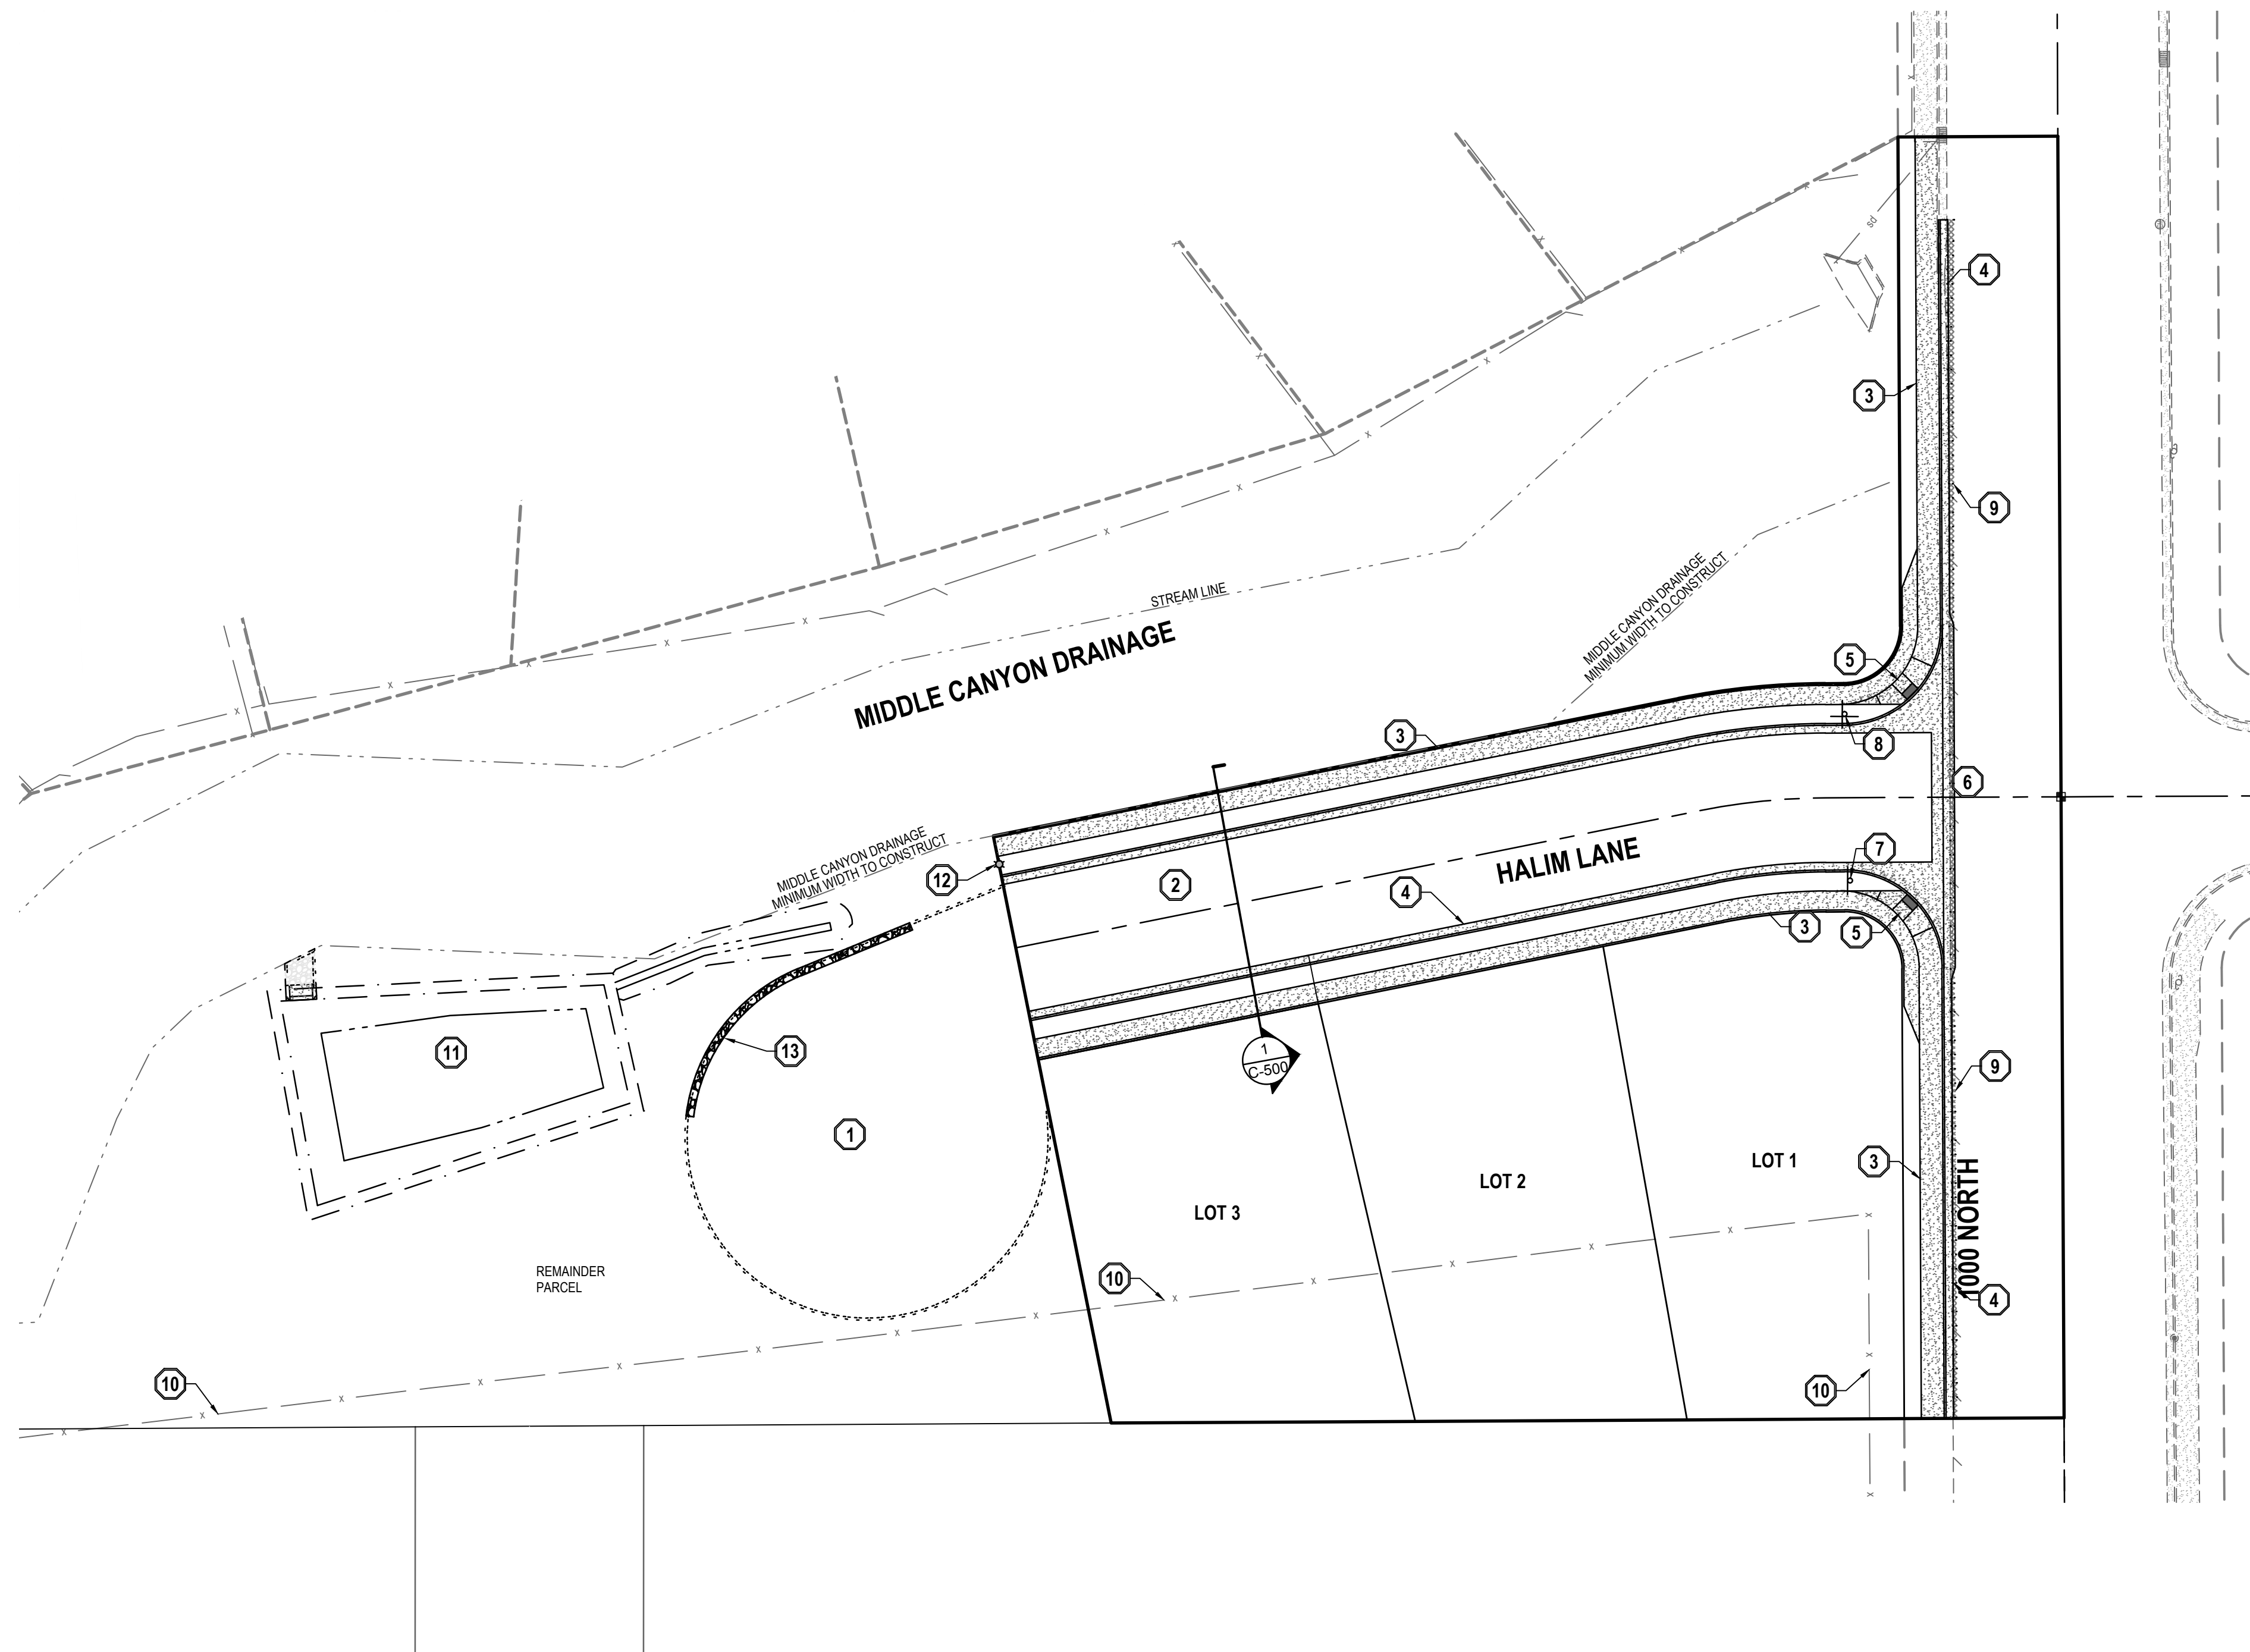 sd
4
3
9
MIDDLE CANYON DRAINAGE
MINIMUM WIDTH TO CONSTRUCT
STREAM LINE
MIDDLE CANYON DRAINAGE
5
3
8
6
MIDDLE CANYON DRAINAGE
MINIMUM WIDTH TO CONSTRUCT
HALIM LANE
7
12
2
4
3
5
11
13
1
C-500
9
1
LOT 1
3
LOT 2
LOT 3
1000 NORTH
REMAINDER
PARCEL
10
4
10
10